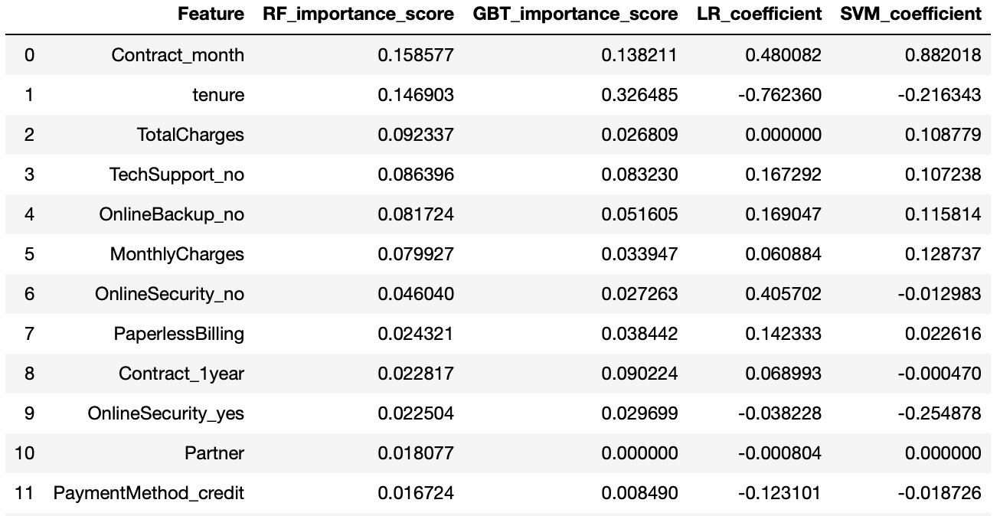 Feature RF_importance_score GBT_importance_score LR_coefficient SVM_coefficient
0 Contract_month 0.158577 0.138211 0.480082 0.882018
1 tenure 0.146903 0.326485 -0.762360 -0.216343
2 TotalCharges 0.092337 0.026809 0.000000 0.108779
3 TechSupport_no 0.086396 0.083230 0.167292 0.107238
4 OnlineBackup_no 0.081724 0.051605 0.169047 0.115814
5 MonthlyCharges 0.079927 0.033947 0.060884 0.128737
6 OnlineSecurity_no 0.046040 0.027263 0.405702 -0.012983
7 PaperlessBilling 0.024321 0.038442 0.142333 0.022616
8 Contract_1year 0.022817 0.090224 0.068993 -0.000470
9 OnlineSecurity_yes 0.022504 0.029699 -0.038228 -0.254878
10 Partner 0.018077 0.000000 -0.000804 0.000000
11 PaymentMethod_credit 0.016724 0.008490 -0.123101 -0.018726